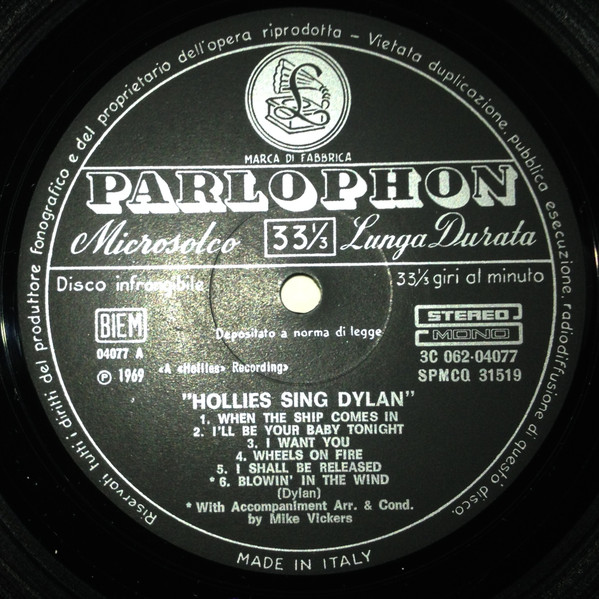 Riservati tutti i diritti del produttore fonografico e del proprietario dell'opera riprodotta - Vietata duplicazione, pubblica esecuzione, radiodiffusione di questo disco.
£
MARCA DI FABBRICA
PARLOPHON
Microsolco 33⅓ Lunga Durata
Disco infrangibile 33⅓ giri al minuto
BIEM
Depositato a norma di legge
STEREO
MONO
04077 A
3C 062-04077
℗ 1969
<A «Hollies» Recording>
SPMCQ 31519
"HOLLIES SING DYLAN"
1. WHEN THE SHIP COMES IN
2. I'LL BE YOUR BABY TONIGHT
3. I WANT YOU
4. WHEELS ON FIRE
5. I SHALL BE RELEASED
* 6. BLOWIN' IN THE WIND
(Dylan)
* With Accompaniment Arr. & Cond.
by Mike Vickers
MADE IN ITALY